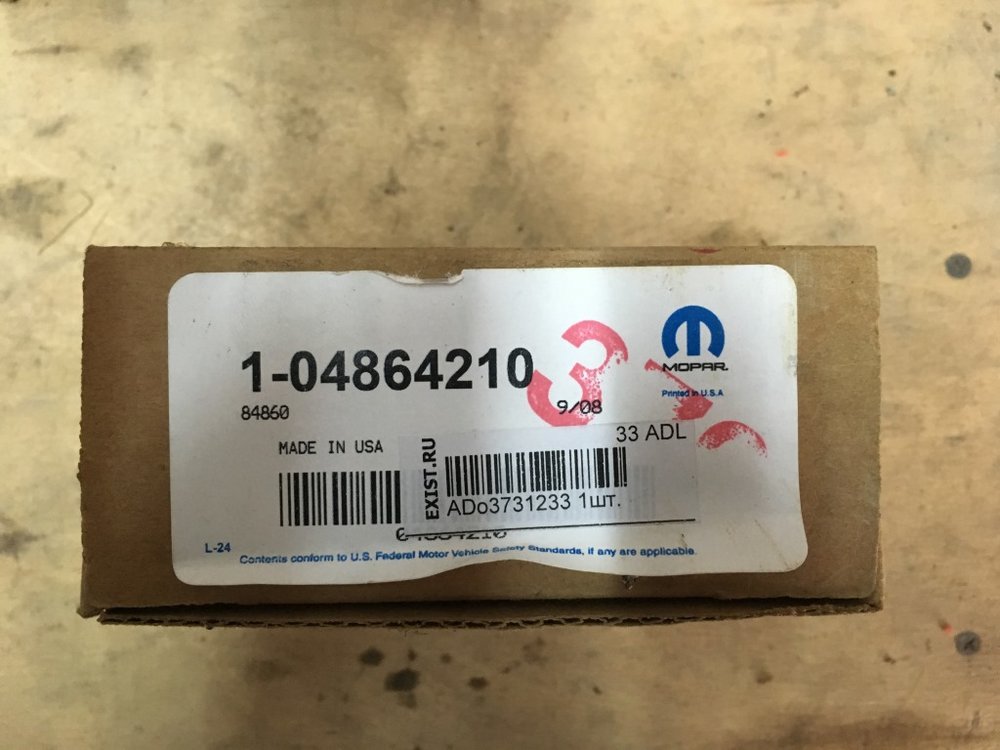 1-04864210
84860
9/08
MOPAR.
Printed in U.S.A
MADE IN USA
33 ADL
EXIST.RU
ADo3731233 1шт.
L-24
Contents conform to U.S. Federal Motor Vehicle Safety Standards, if any are applicable.